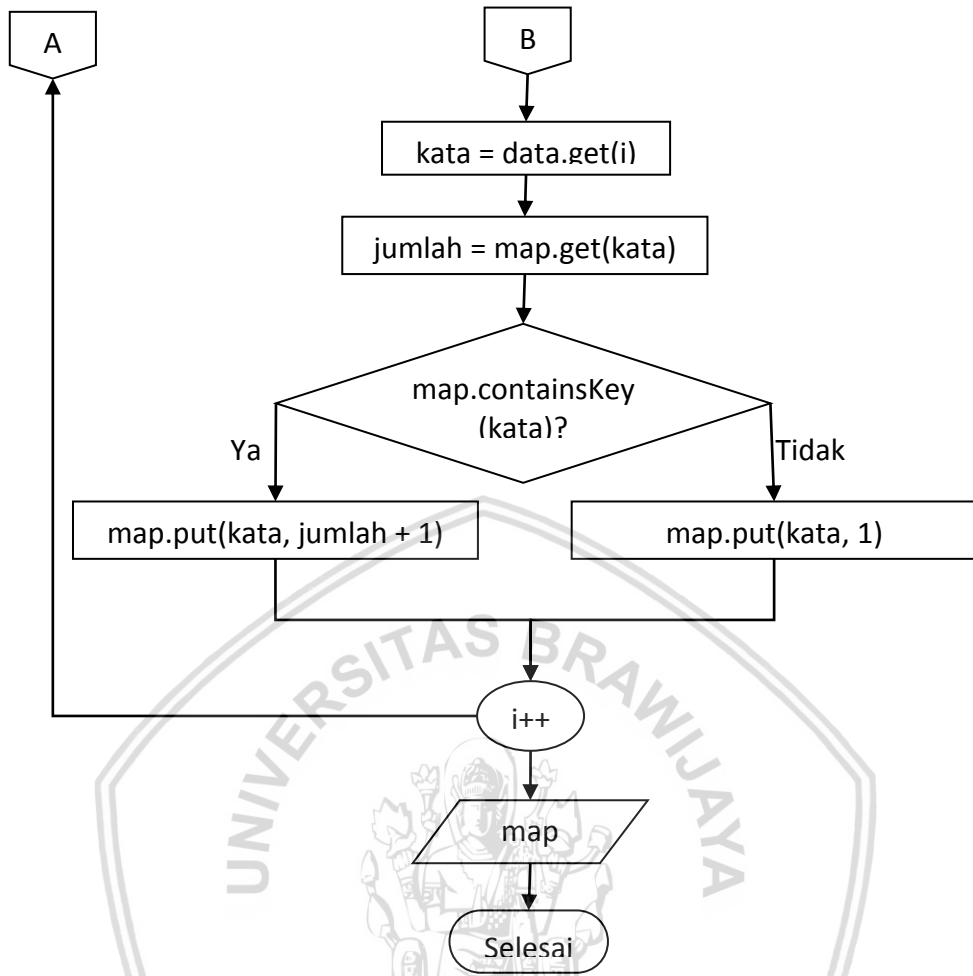 A
B
kata = data.get(i)
jumlah = map.get(kata)
map.containsKey
(kata)?
Ya
Tidak
map.put(kata, jumlah + 1)
map.put(kata, 1)
UNIVERSITAS BRAWIJAYA
i++
map
Selesai